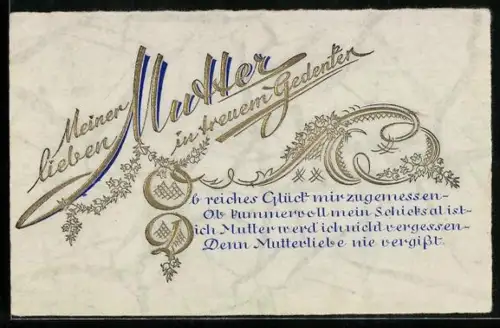 Meiner
lieben Mutter
in treuem Gedenken
Ob reiches Glück mir zugemessen-
Ob kummervoll mein Schicksal ist-
Dich Mutter werd ich nicht vergessen-
Denn Mutterliebe nie vergißt.